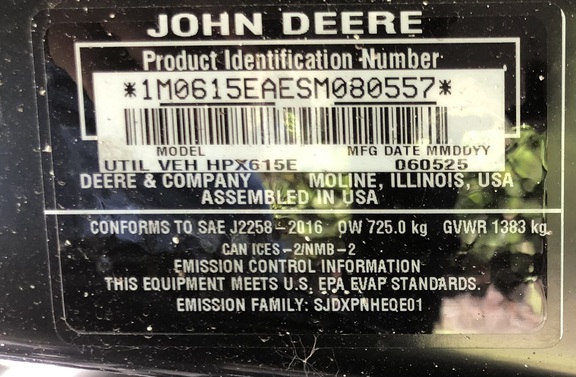 JOHN DEERE
Product Identification Number
*1M0615EAESM080557*
MODEL MFG DATE MMDDYY
UTIL VEH HPX615E 060525
DEERE & COMPANY MOLINE, ILLINOIS, USA
ASSEMBLED IN USA
CONFORMS TO SAE J2258-2016 OW 725.0 kg GVWR 1383 kg
CAN ICES-2/NMB-2
EMISSION CONTROL INFORMATION
THIS EQUIPMENT MEETS U.S. EPA EVAP STANDARDS.
EMISSION FAMILY: SJDXPNHEQE01